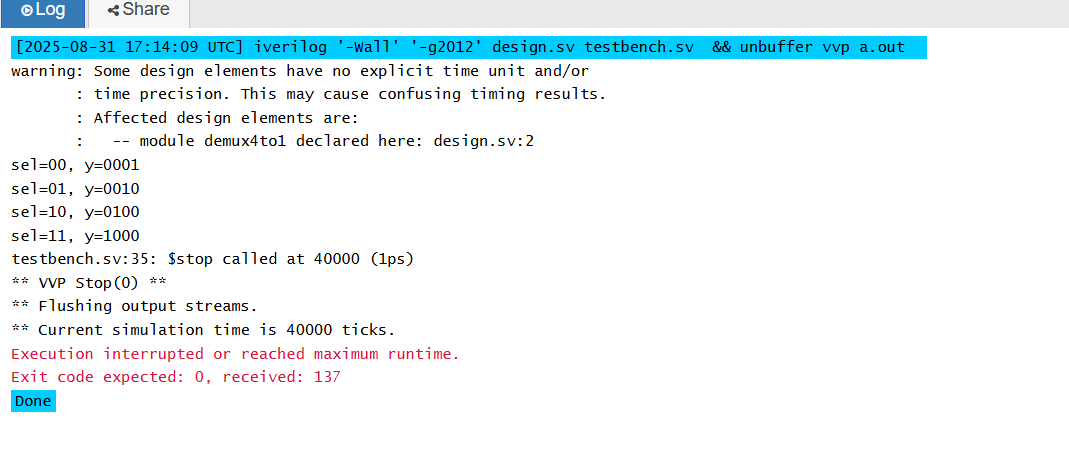 Log Share
[2025-08-31 17:14:09 UTC] iverilog '-Wall' '-g2012' design.sv testbench.sv  && unbuffer vvp a.out
warning: Some design elements have no explicit time unit and/or
       : time precision. This may cause confusing timing results.
       : Affected design elements are:
       :   -- module demux4to1 declared here: design.sv:2
sel=00, y=0001
sel=01, y=0010
sel=10, y=0100
sel=11, y=1000
testbench.sv:35: $stop called at 40000 (1ps)
** VVP Stop(0) **
** Flushing output streams.
** Current simulation time is 40000 ticks.
Execution interrupted or reached maximum runtime.
Exit code expected: 0, received: 137
Done